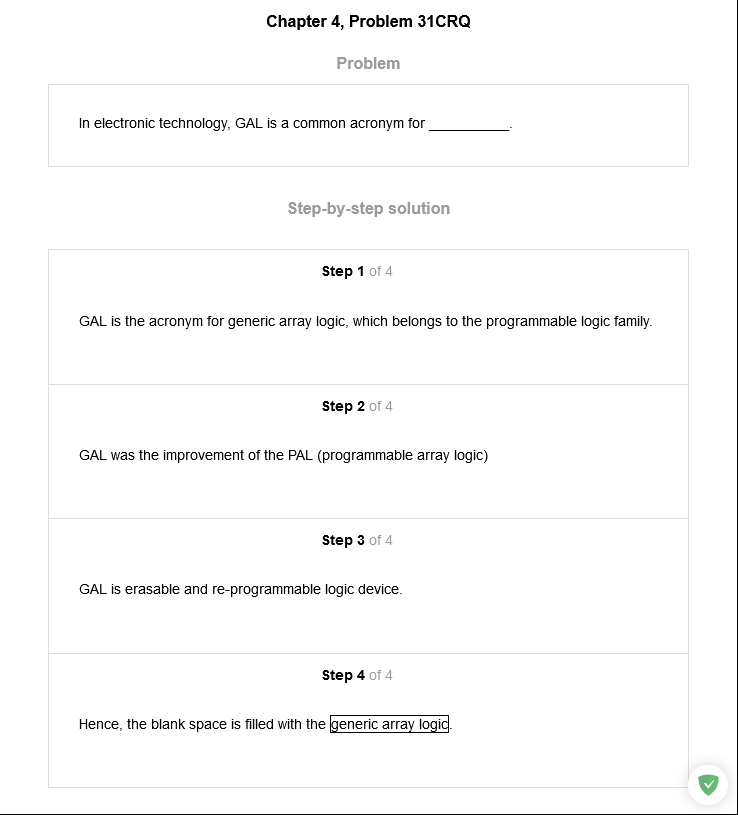 Chapter 4, Problem 31CRQ
Problem
In electronic technology, GAL is a common acronym for __________.
Step-by-step solution
Step 1 of 4
GAL is the acronym for generic array logic, which belongs to the programmable logic family.
Step 2 of 4
GAL was the improvement of the PAL (programmable array logic)
Step 3 of 4
GAL is erasable and re-programmable logic device.
Step 4 of 4
Hence, the blank space is filled with the generic array logic.